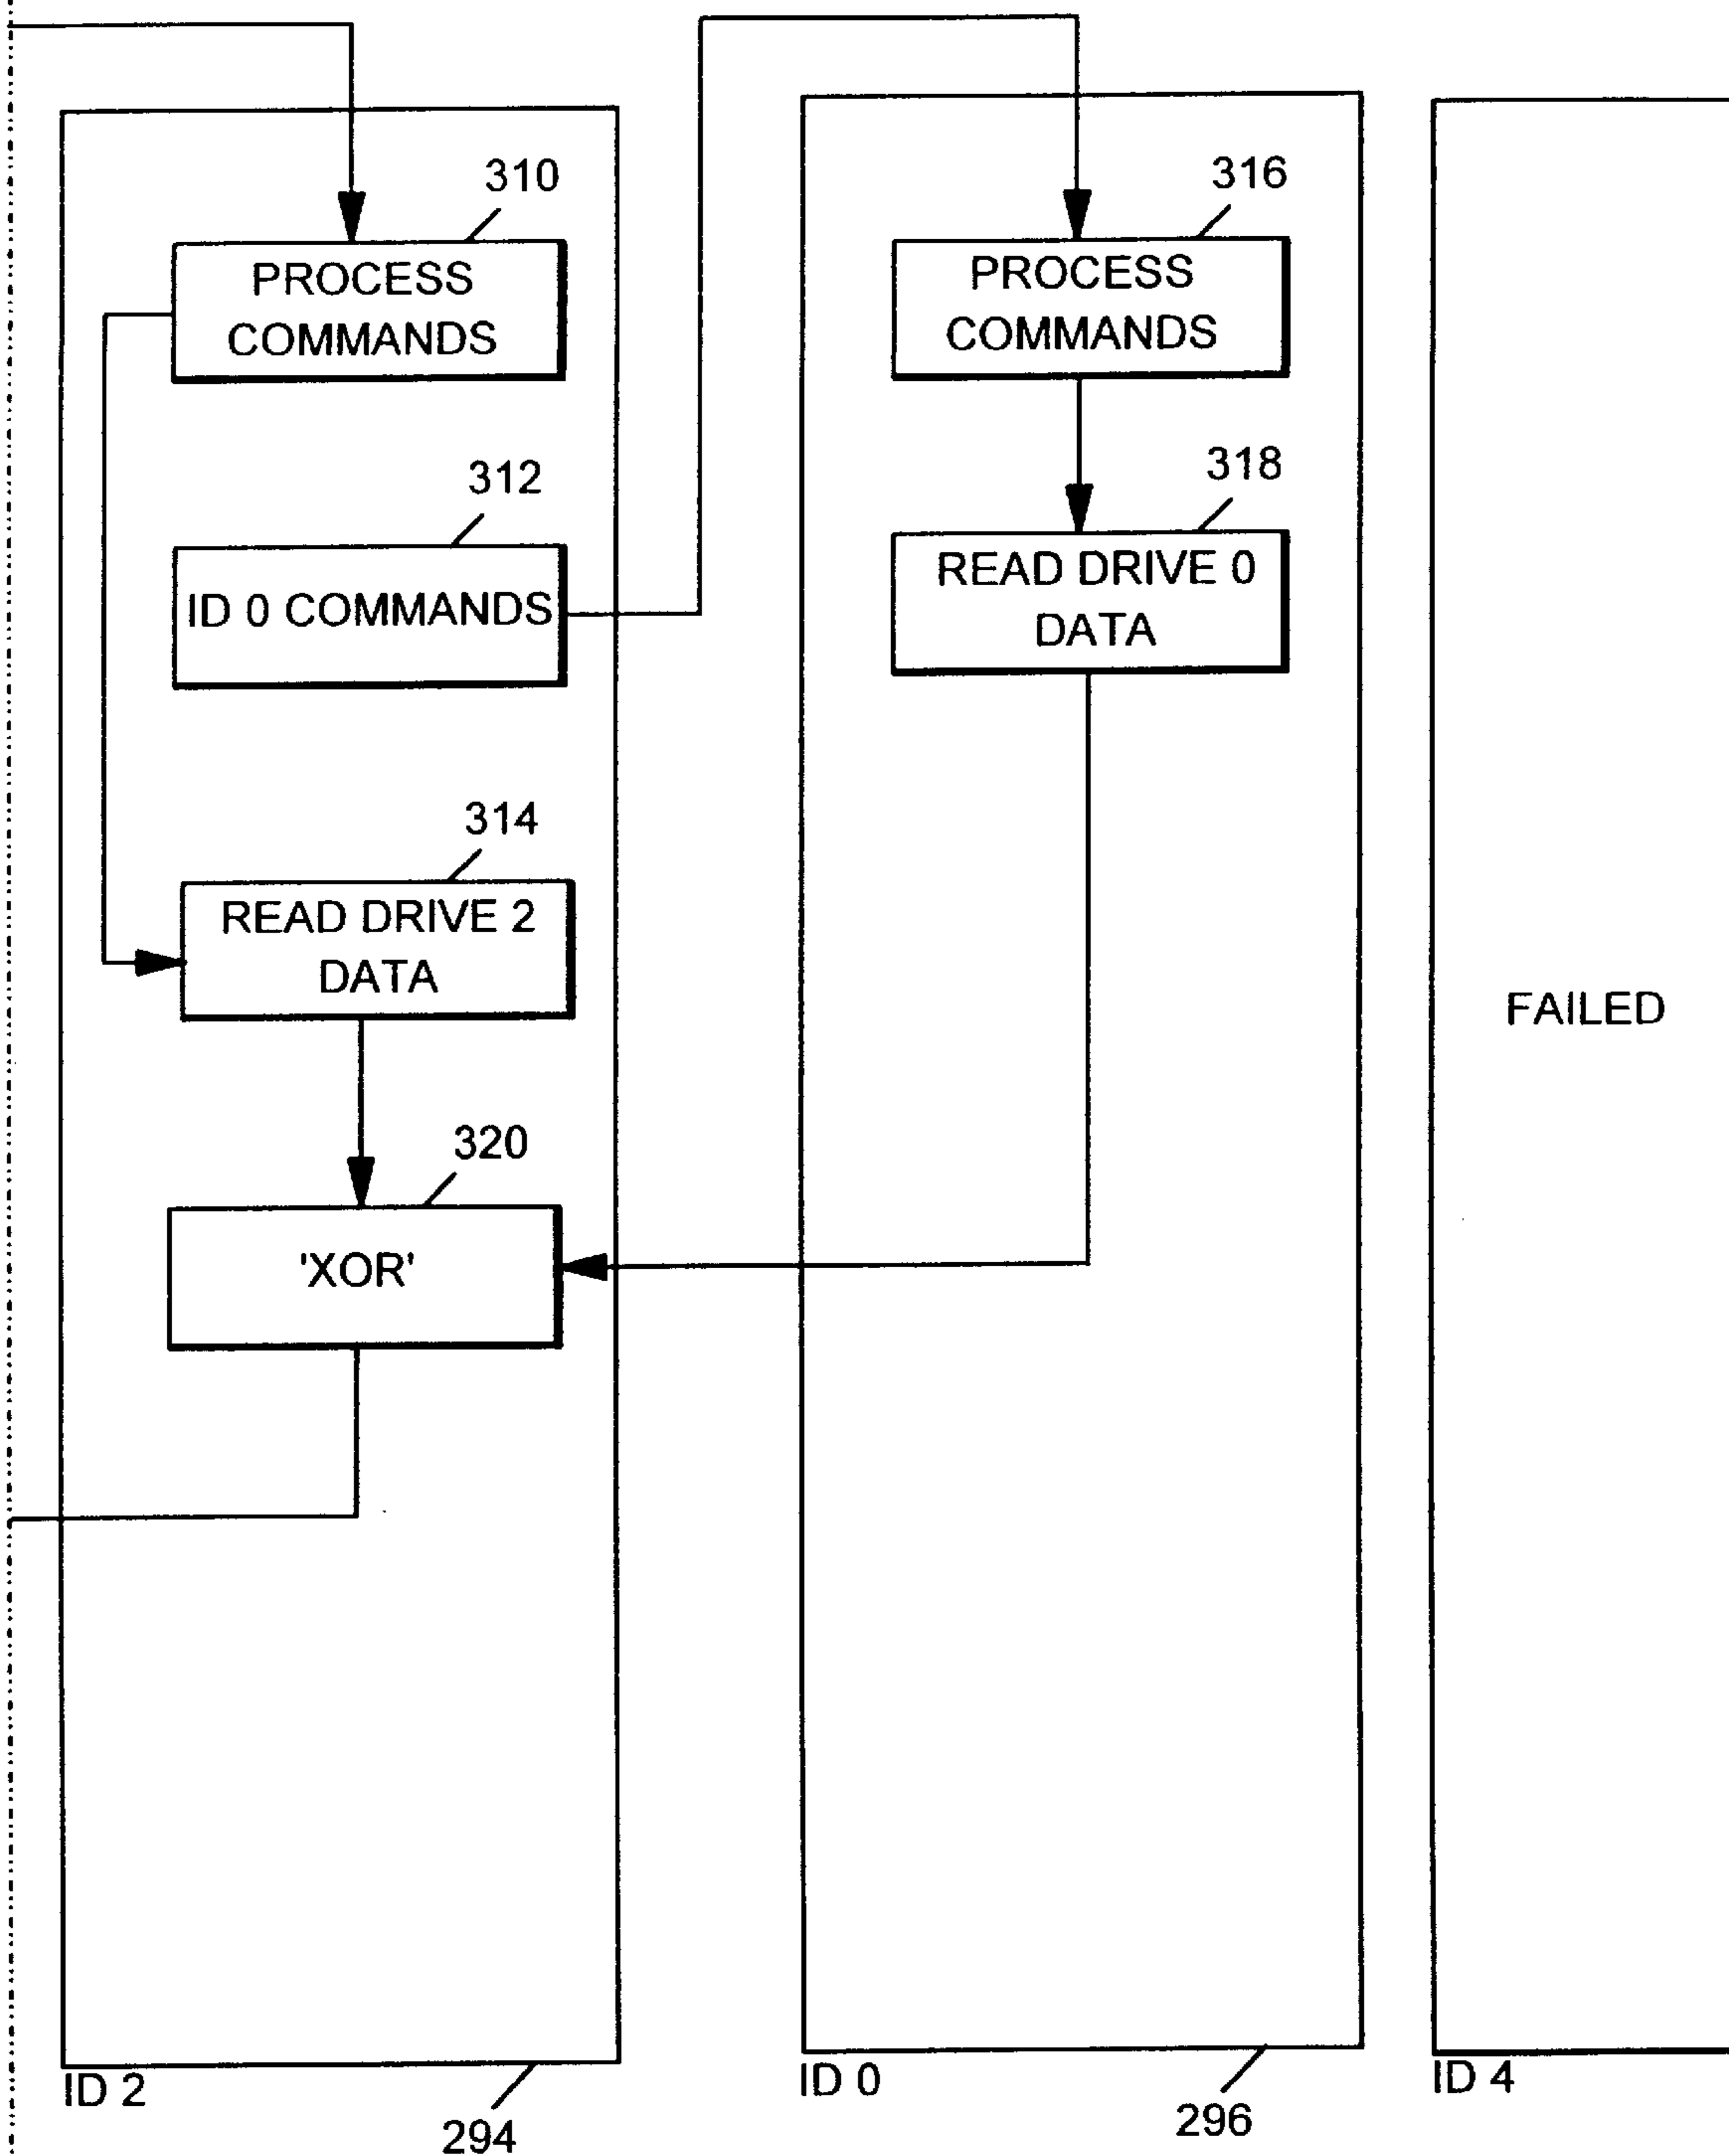 310
PROCESS
COMMANDS
312
ID 0 COMMANDS
314
READ DRIVE 2
DATA
320
'XOR'
ID 2
294
316
PROCESS
COMMANDS
318
READ DRIVE 0
DATA
ID 0
296
FAILED
ID 4